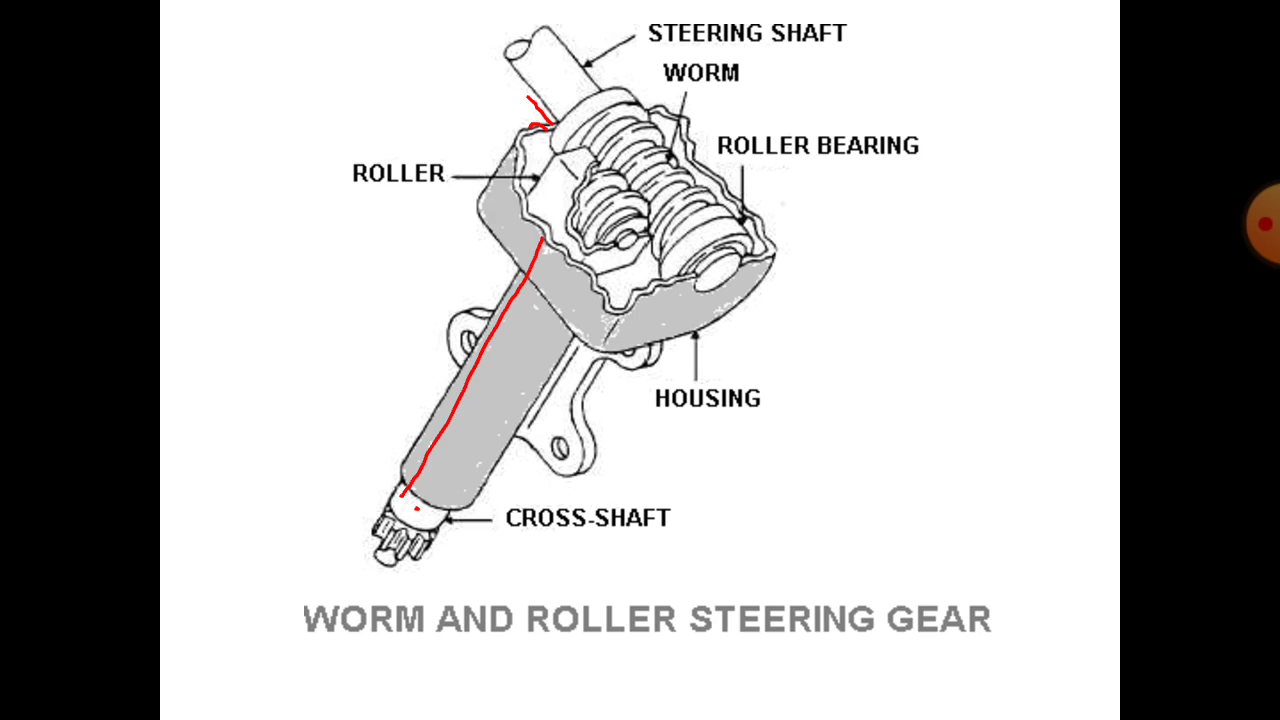 STEERING SHAFT
WORM
ROLLER BEARING
ROLLER
HOUSING
CROSS-SHAFT
WORM AND ROLLER STEERING GEAR